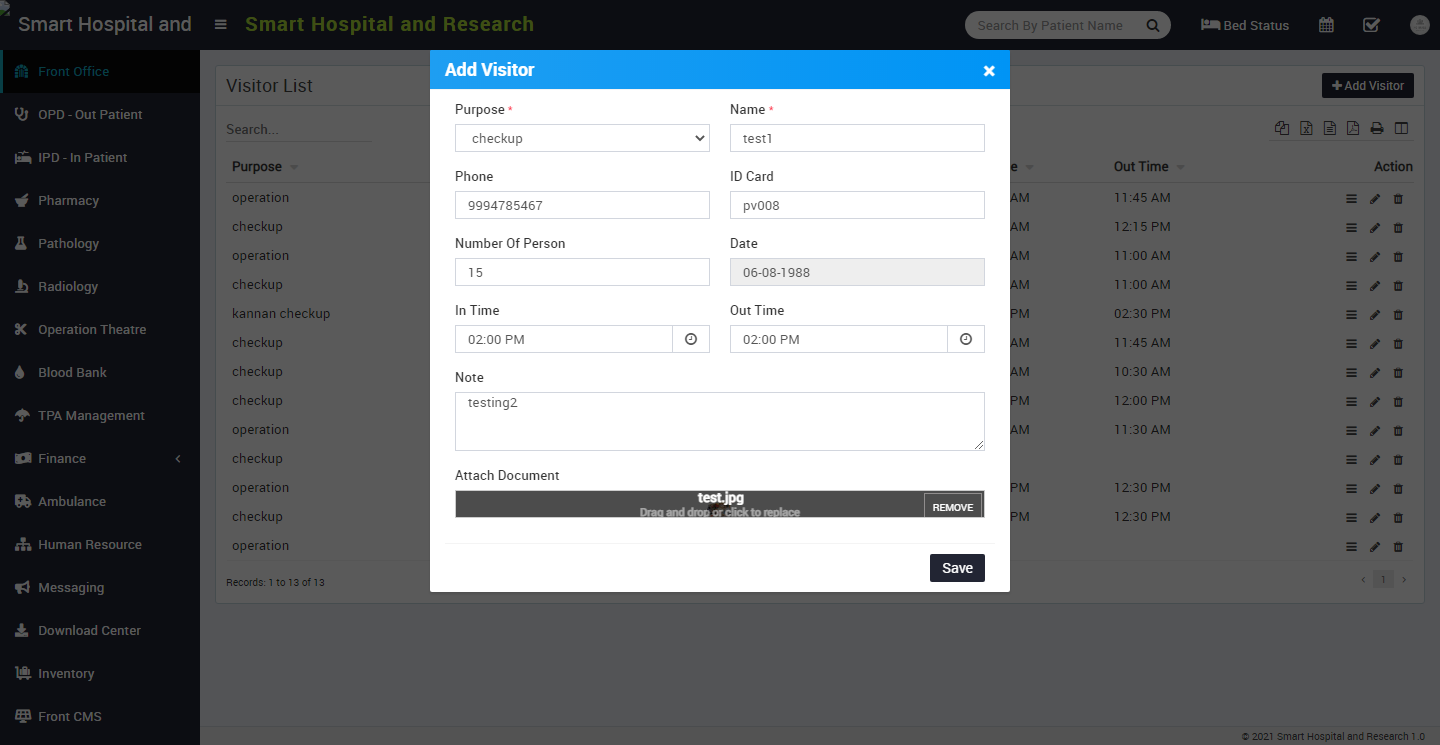 Smart Hospital and
Smart Hospital and Research
Search By Patient Name
Bed Status
Front Office
OPD - Out Patient
IPD - In Patient
Pharmacy
Pathology
Radiology
Operation Theatre
Blood Bank
TPA Management
Finance
Ambulance
Human Resource
Messaging
Download Center
Inventory
Front CMS
Visitor List
Add Visitor
Search...
Purpose
Out Time
Action
operation
AM
11:45 AM
checkup
AM
12:15 PM
operation
AM
11:00 AM
checkup
AM
11:00 AM
kannan checkup
PM
02:30 PM
checkup
AM
11:45 AM
checkup
AM
10:30 AM
checkup
PM
12:00 PM
operation
AM
11:30 AM
checkup
operation
PM
12:30 PM
checkup
PM
12:30 PM
operation
Records: 1 to 13 of 13
1
Add Visitor
Purpose *
Name *
checkup
test1
Phone
ID Card
9994785467
pv008
Number Of Person
Date
15
06-08-1988
In Time
Out Time
02:00 PM
02:00 PM
Note
testing2
Attach Document
test.jpg
Drag and drop or click to replace
REMOVE
Save
© 2021 Smart Hospital and Research 1.0